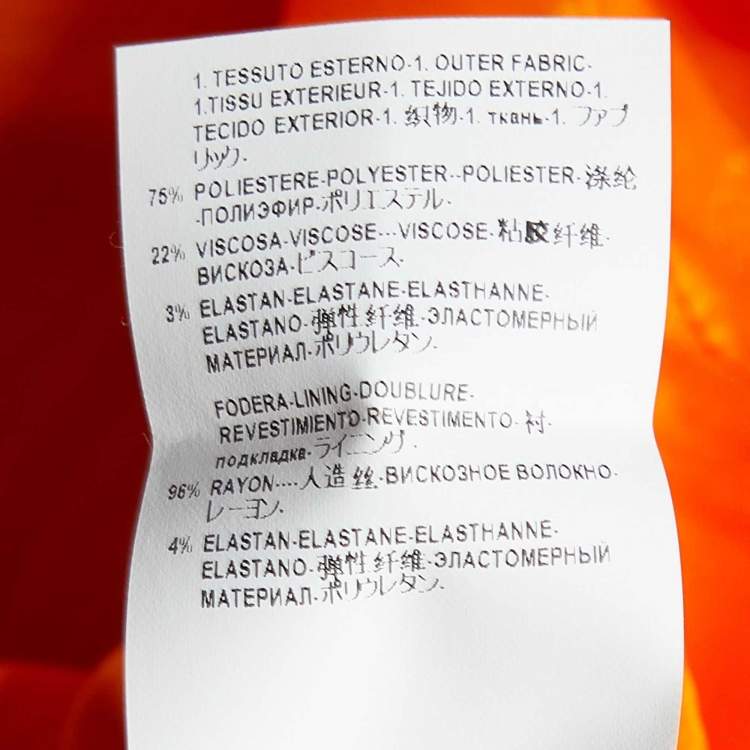 1. TESSUTO ESTERNO-1. OUTER FABRIC-
1.TISSU EXTERIEUR-1. TEJIDO EXTERNO-1.
TECIDO EXTERIOR-1. 织物-1. ткань-1. ファブ
リック-
75% POLIESTERE-POLYESTER--POLIESTER-涤纶
-ПОЛИЭФИР-ポリエステル-
22% VISCOSA-VISCOSE---VISCOSE-粘胶纤维-
ВИСКОЗА-ビスコース-
3% ELASTAN-ELASTANE-ELASTHANNE-
ELASTANO-弹性纤维-ЭЛАСТОМЕРНЫЙ
МАТЕРИАЛ-ポリウレタン-
FODERA-LINING-DOUBLURE-
REVESTIMIENTO-REVESTIMENTO-衬-
подкладка-ライニング-
96% RAYON----人造丝-ВИСКОЗНОЕ ВОЛОКНО-
レーヨン-
4% ELASTAN-ELASTANE-ELASTHANNE-
ELASTANO-弹性纤维-ЭЛАСТОМЕРНЫЙ
МАТЕРИАЛ-ポリウレタン-